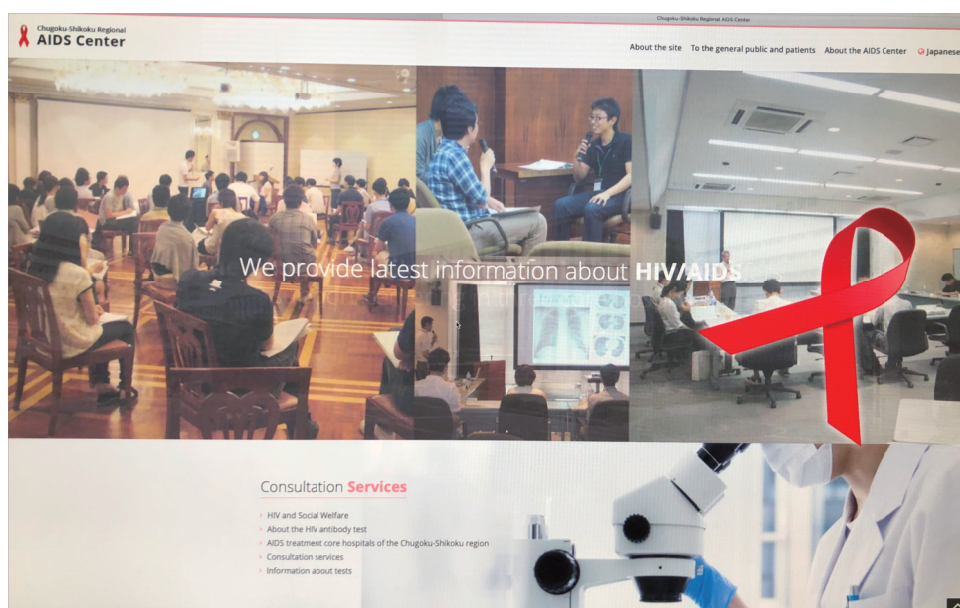 Chugoku-Shikoku Regional AIDS Center
Chugoku-Shikoku Regional
AIDS Center
About the site To the general public and patients About the AIDS Center Japanese
We provide latest information about HIV/AIDS
Consultation Services
HIV and Social Welfare
About the HIV antibody test
AIDS treatment core hospitals of the Chugoku-Shikoku region
Consultation services
Information about tests